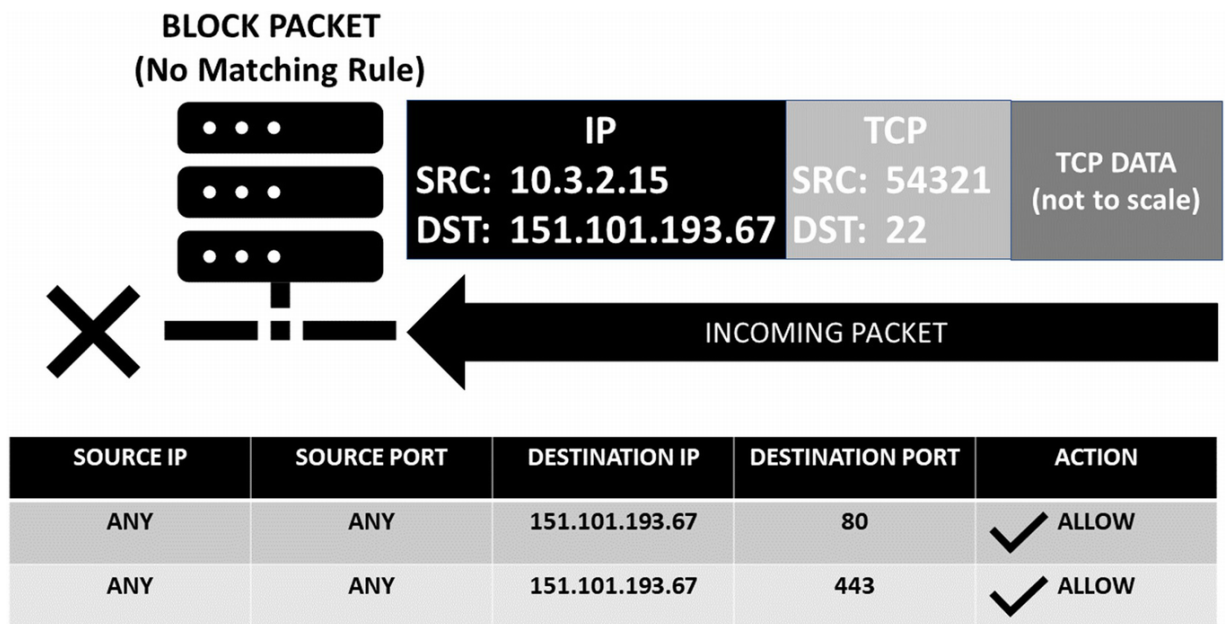 BLOCK PACKET
(No Matching Rule)
IP
SRC: 10.3.2.15
DST: 151.101.193.67
TCP
SRC: 54321
DST: 22
TCP DATA
(not to scale)
INCOMING PACKET
SOURCE IP SOURCE PORT DESTINATION IP DESTINATION PORT ACTION
ANY ANY 151.101.193.67 80 ALLOW
ANY ANY 151.101.193.67 443 ALLOW